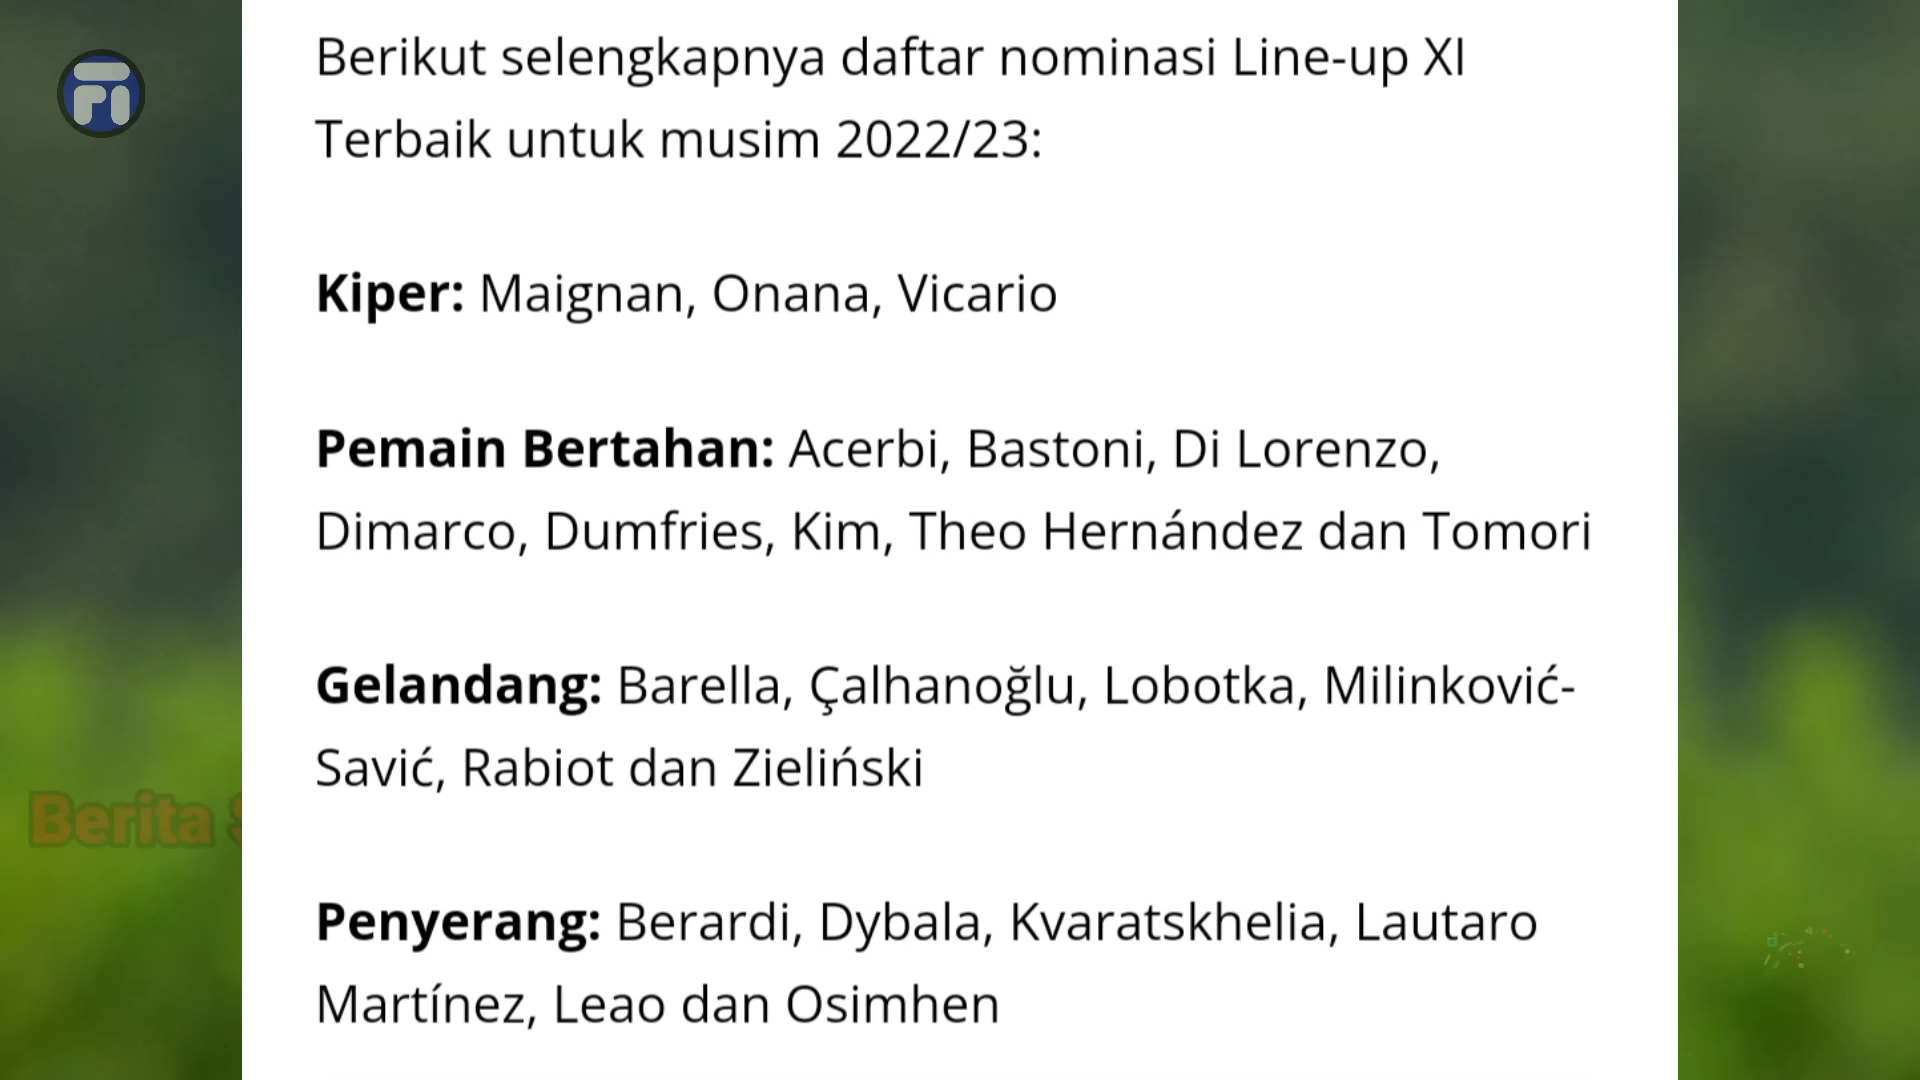 Berikut selengkapnya daftar nominasi Line-up XI
Terbaik untuk musim 2022/23:
Kiper: Maignan, Onana, Vicario
Pemain Bertahan: Acerbi, Bastoni, Di Lorenzo,
Dimarco, Dumfries, Kim, Theo Hernández dan Tomori
Gelandang: Barella, Çalhanoğlu, Lobotka, Milinković-
Savić, Rabiot dan Zieliński
Penyerang: Berardi, Dybala, Kvaratskhelia, Lautaro
Martínez, Leao dan Osimhen
Berita